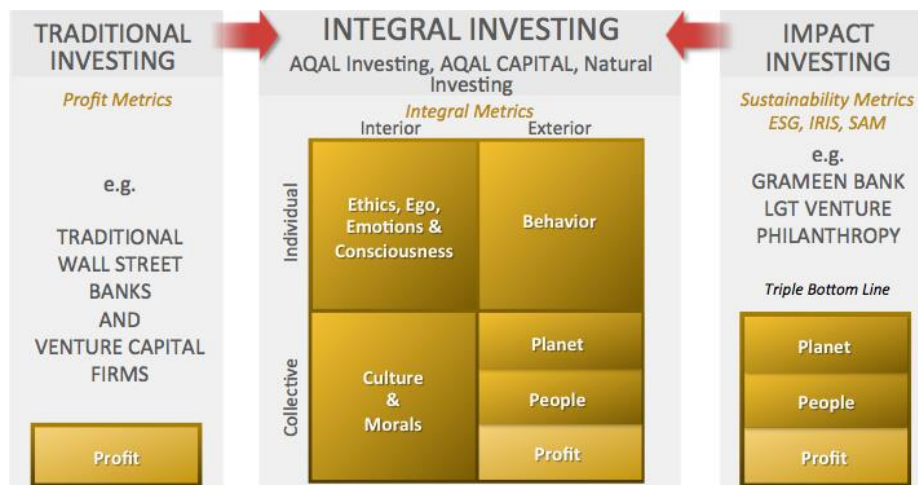 TRADITIONAL
INVESTING
Profit Metrics
e.g.
TRADITIONAL
WALL STREET
BANKS
AND
VENTURE CAPITAL
FIRMS
Profit
INTEGRAL INVESTING
AQAL Investing, AQAL CAPITAL, Natural
Investing
Integral Metrics
Interior
Exterior
Individual
Ethics, Ego,
Emotions &
Consciousness
Behavior
Collective
Culture
&
Morals
Planet
People
Profit
IMPACT
INVESTING
Sustainability Metrics
ESG, IRIS, SAM
e.g.
GRAMEEN BANK
LGT VENTURE
PHILANTHROPY
Triple Bottom Line
Planet
People
Profit